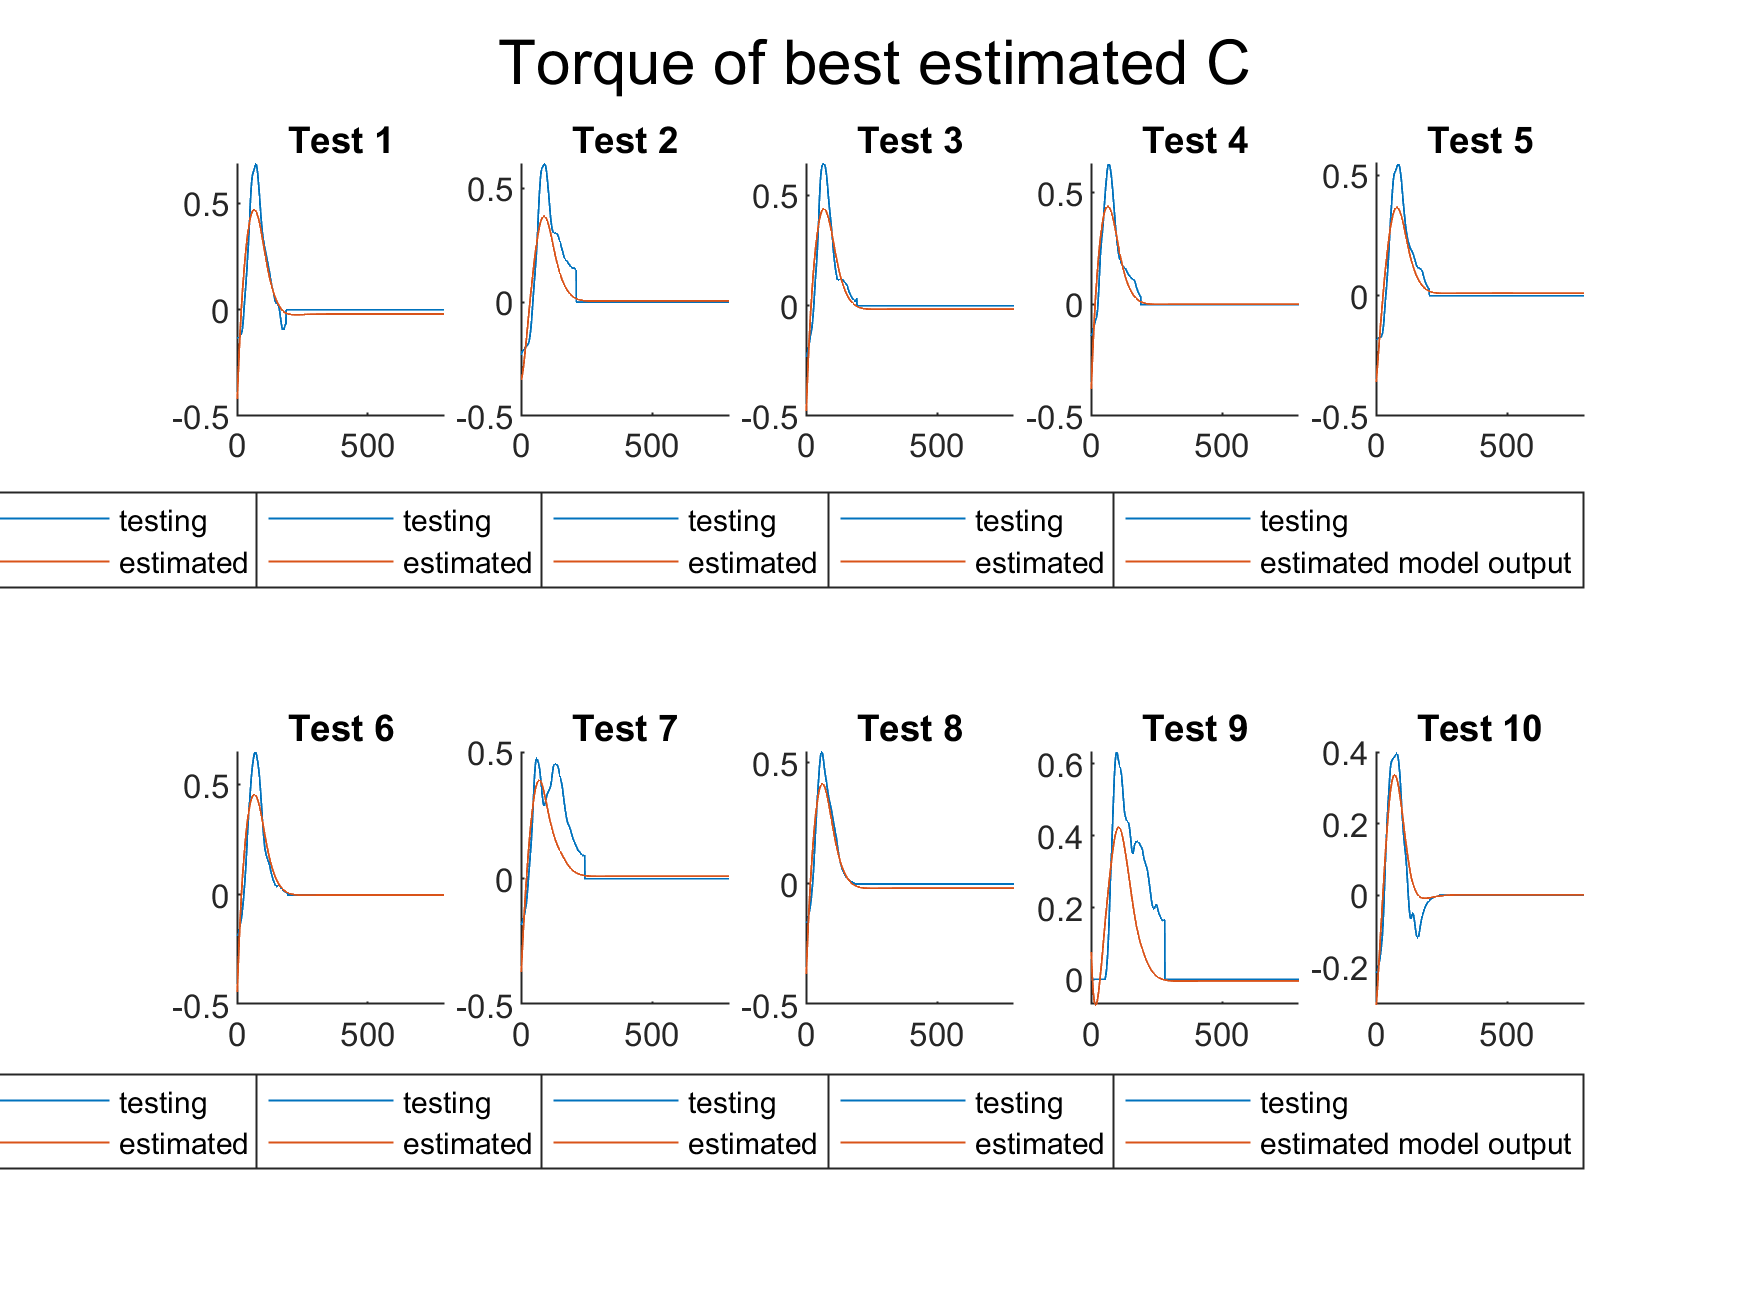 Torque of best estimated C
Test 1 Test 2 Test 3 Test 4 Test 5
0.5 0.5 0.5 0.5 0.5
0 0 0 0 0
-0.5 -0.5 -0.5 -0.5 -0.5
0 500 0 500 0 500 0 500 0 500
testing testing testing testing testing
estimated estimated estimated estimated estimated model output
Test 6 Test 7 Test 8 Test 9 Test 10
0.5 0.5 0.5 0.6 0.4
0 0 0 0.4 0.2
-0.5 -0.5 -0.5 0.2 0
0 -0.2
0 500 0 500 0 500 0 500 0 500
testing testing testing testing testing
estimated estimated estimated estimated estimated model output